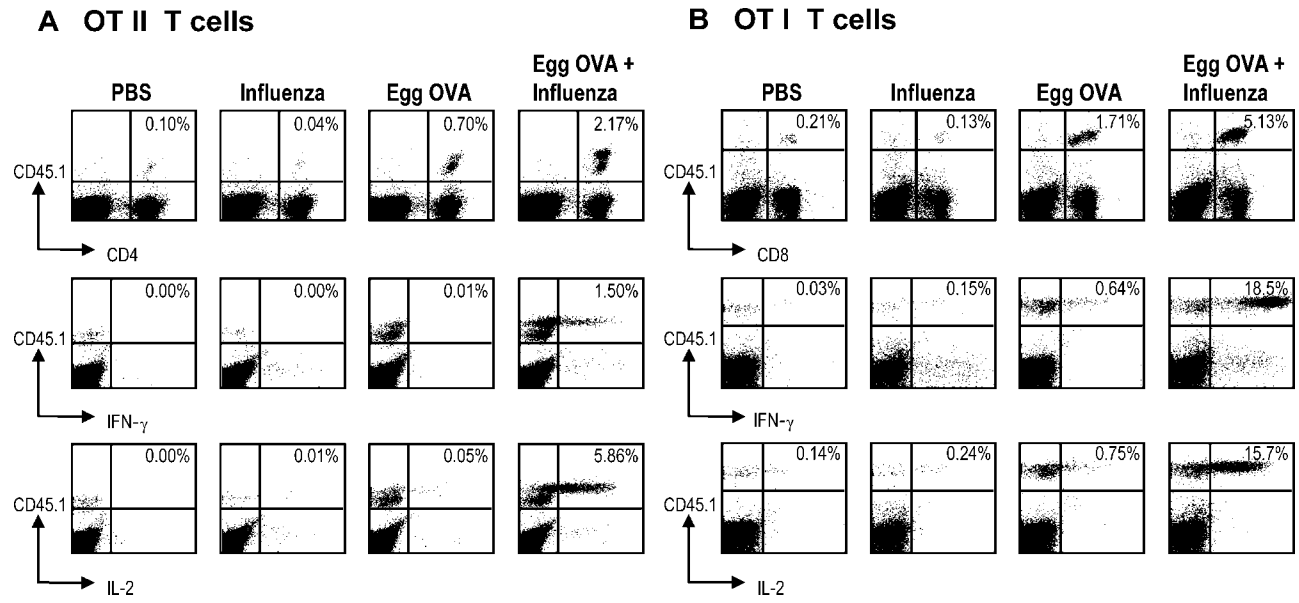 A OT II T cells
B OT I T cells
PBS Influenza Egg OVA Egg OVA + Influenza
PBS Influenza Egg OVA Egg OVA + Influenza
CD45.1 0.10% 0.04% 0.70% 2.17%
CD4
CD45.1 0.21% 0.13% 1.71% 5.13%
CD8
CD45.1 0.00% 0.00% 0.01% 1.50%
IFN-γ
CD45.1 0.03% 0.15% 0.64% 18.5%
IFN-γ
CD45.1 0.00% 0.01% 0.05% 5.86%
IL-2
CD45.1 0.14% 0.24% 0.75% 15.7%
IL-2